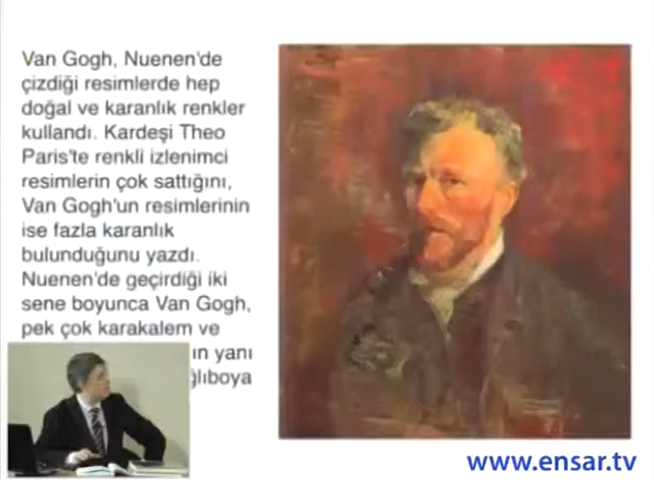 Van Gogh, Nuenen'de
çizdiği resimlerde hep
doğal ve karanlık renkler
kullandı. Kardeşi Theo
Paris'te renkli izlenimci
resimlerin çok sattığını,
Van Gogh'un resimlerinin
ise fazla karanlık
bulunduğunu yazdı.
Nuenen'de geçirdiği iki
sene boyunca Van Gogh,
pek çok karakalem ve
ın yanı
ğlıboya
www.ensar.tv